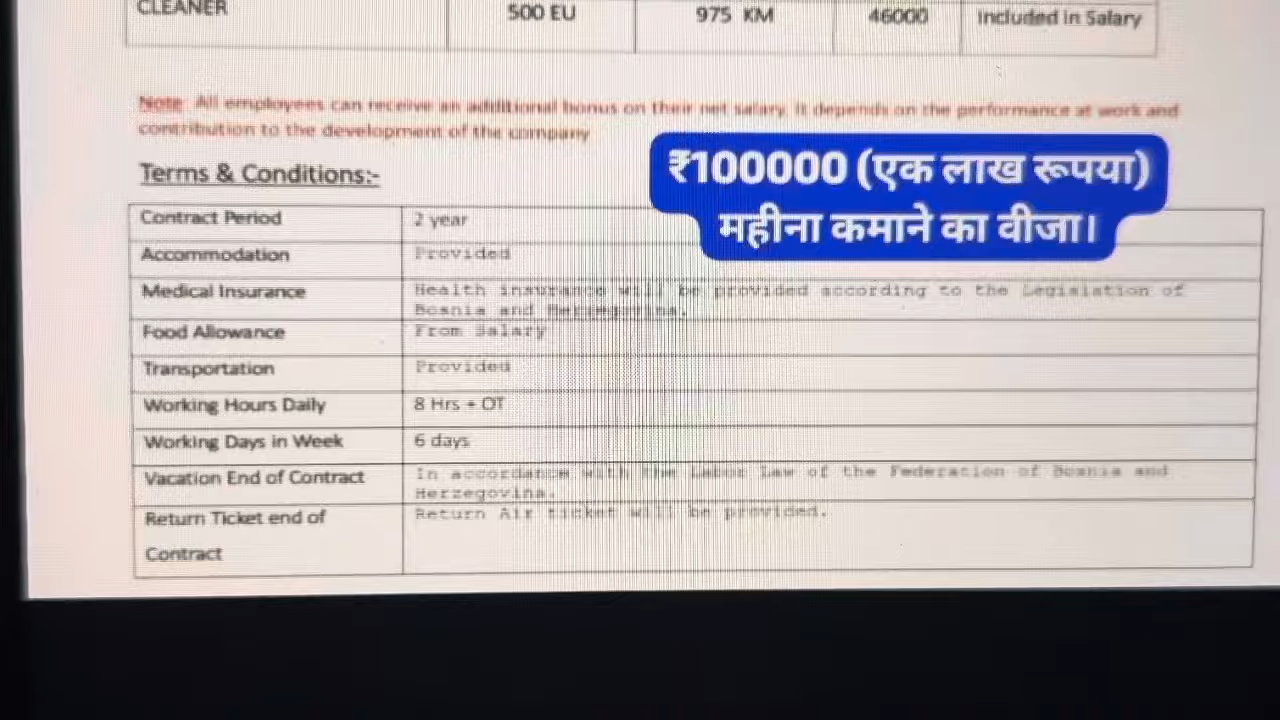 CLEANER 500 EU 975 KM 46000 Included in Salary
Note: All employees can receive an additional bonus on their net salary. It depends on the performance at work and
contribution to the development of the company
₹100000 (एक लाख रूपया)
महीना कमाने का वीजा।
Terms & Conditions:-
Contract Period 2 year
Accommodation Provided
Medical Insurance Health insurance will be provided according to the Legislation of
Bosnia and Herzegovina.
Food Allowance From Salary
Transportation Provided
Working Hours Daily 8 Hrs + OT
Working Days in Week 6 days
Vacation End of Contract In accordance with the Labor Law of the Federation of Bosnia and
Herzegovina.
Return Ticket end of Return Air ticket will be provided.
Contract